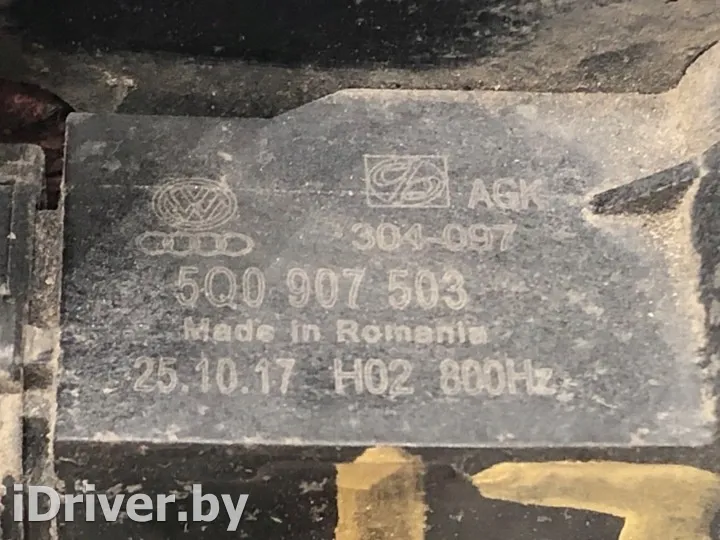 AGK
304-097
5Q0 907 503
Made in Romania
25.10.17 H02 800Hz
iDriver.by